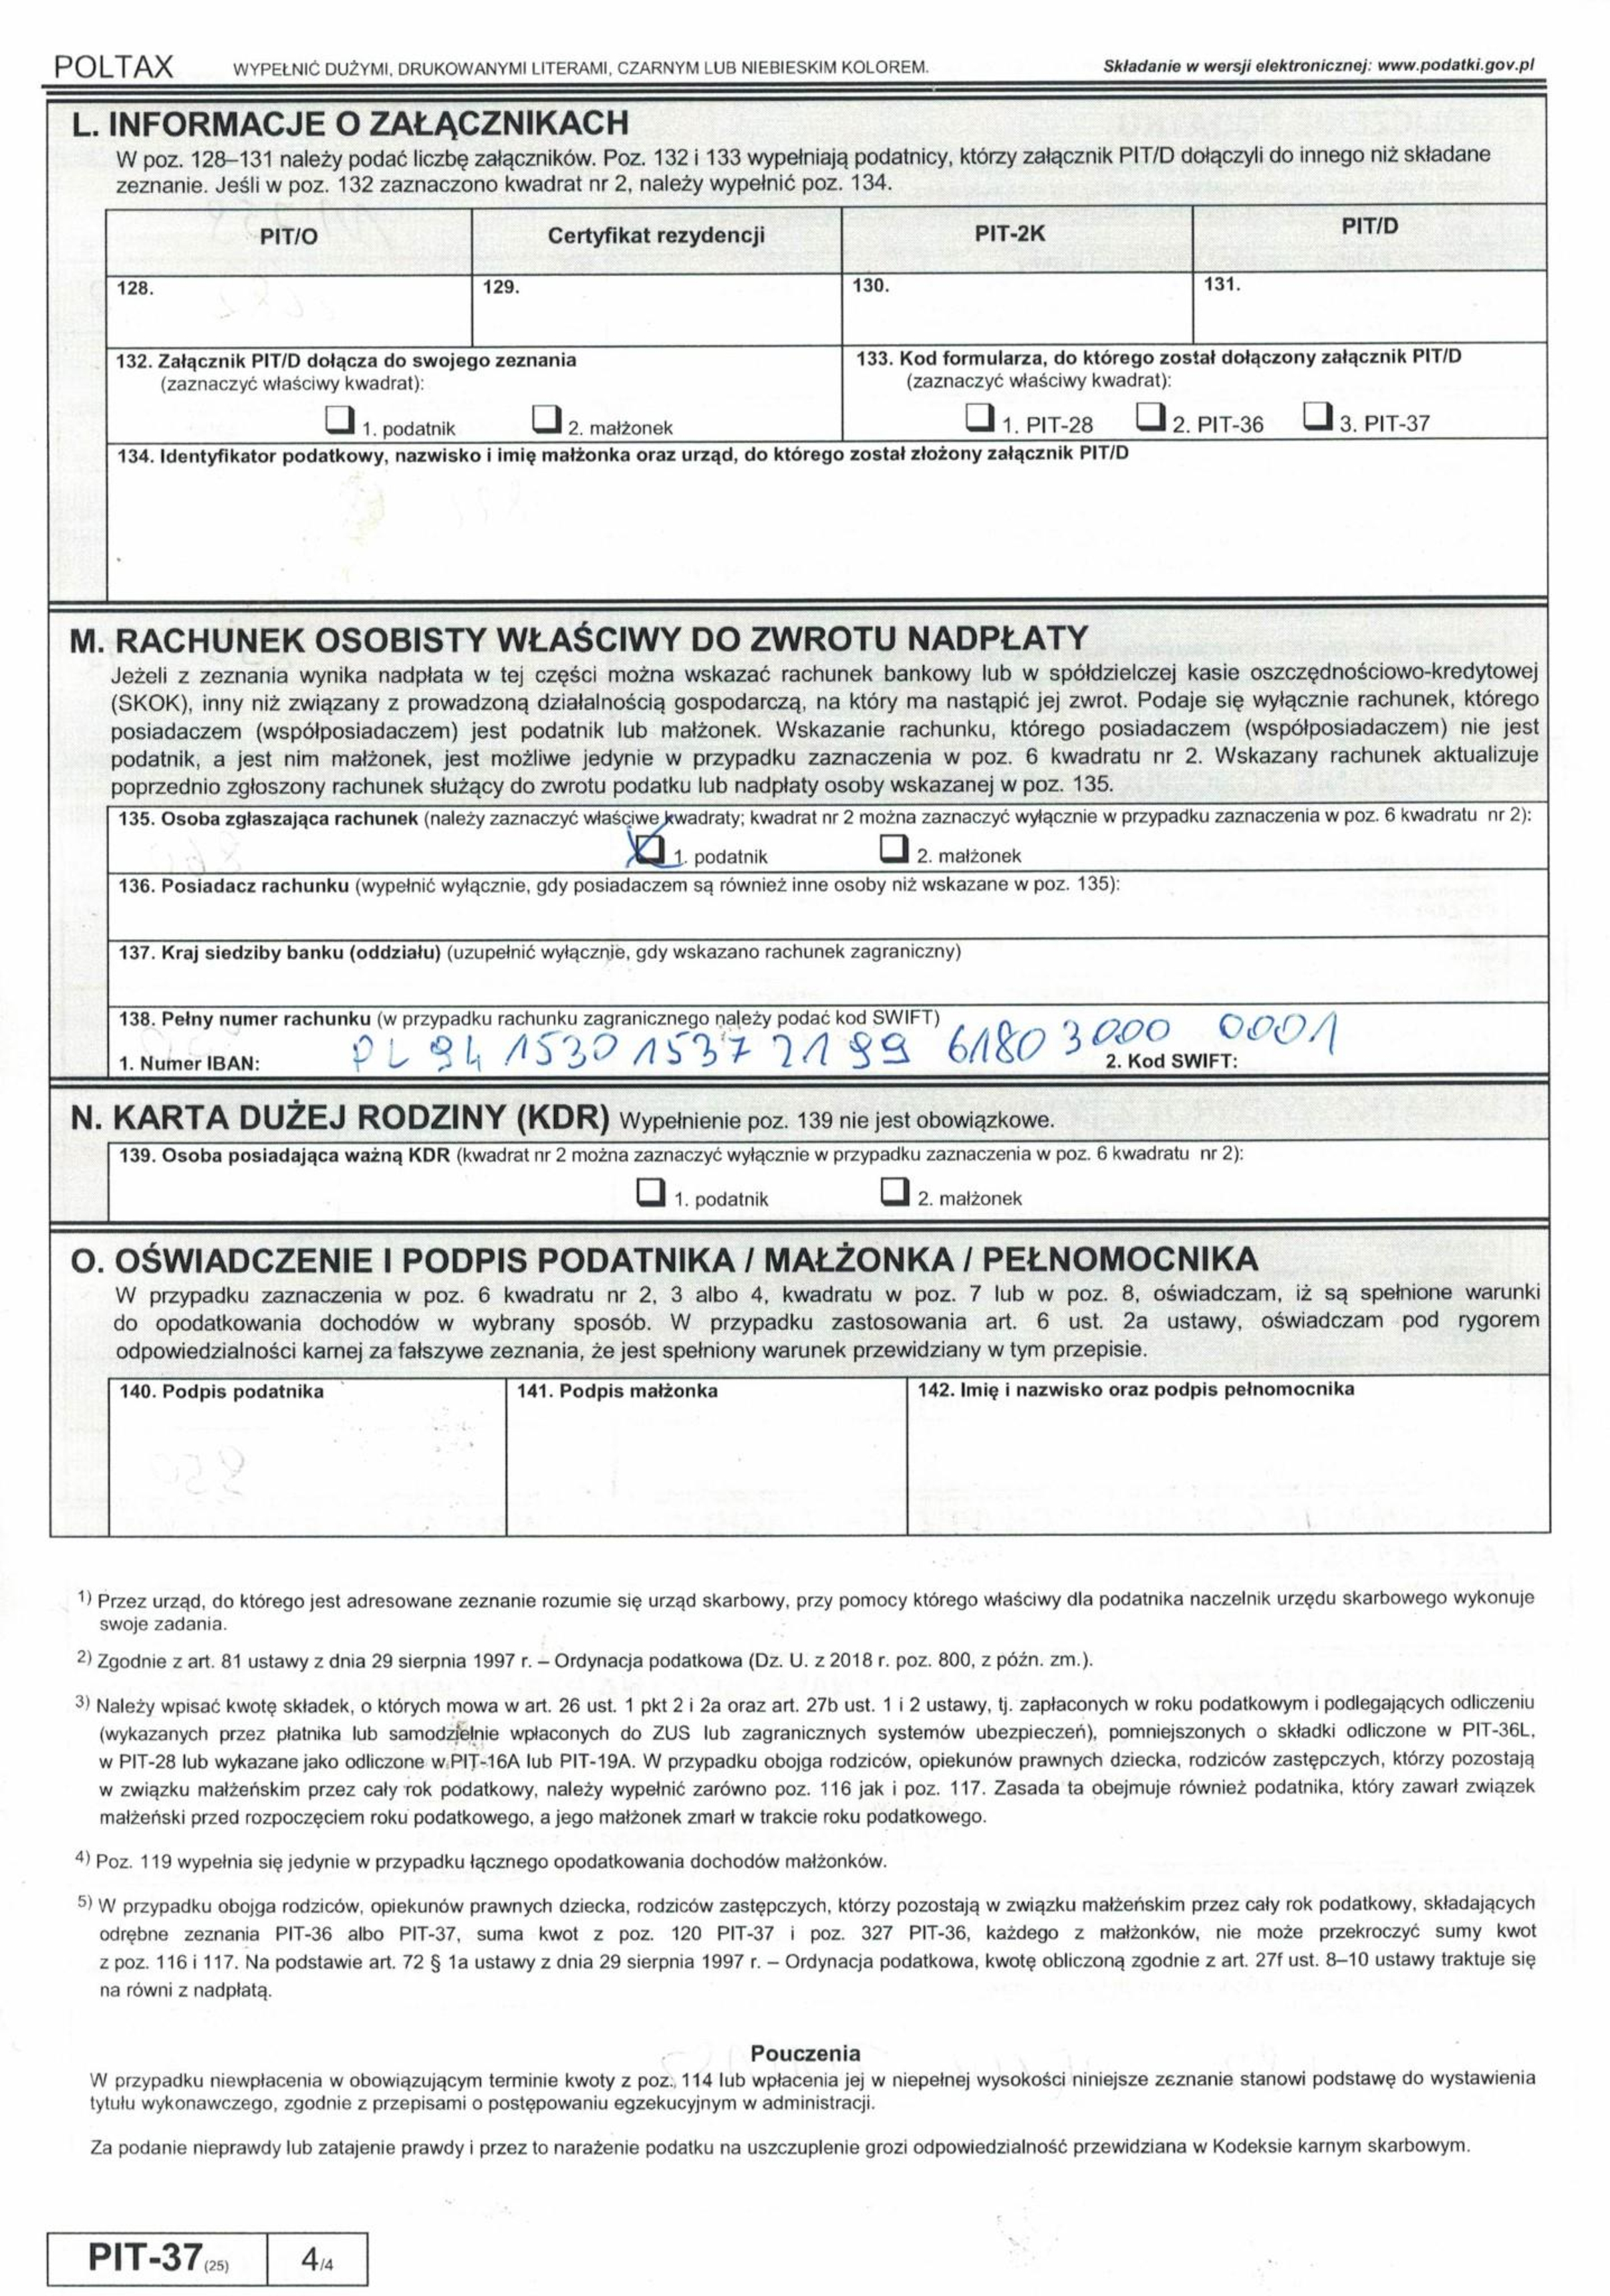 POLTAX WYPEŁNIĆ DUŻYMI, DRUKOWANYMI LITERAMI, CZARNYM LUB NIEBIESKIM KOLOREM. Składanie w wersji elektronicznej: www.podatki.gov.pl
L. INFORMACJE O ZAŁĄCZNIKACH
W poz. 128–131 należy podać liczbę załączników. Poz. 132 i 133 wypełniają podatnicy, którzy załącznik PIT/D dołączyli do innego niż składane
zeznanie. Jeśli w poz. 132 zaznaczono kwadrat nr 2, należy wypełnić poz. 134.
PIT/O Certyfikat rezydencji PIT-2K PIT/D
128. 129. 130. 131.
132. Załącznik PIT/D dołącza do swojego zeznania
(zaznaczyć właściwy kwadrat):
1. podatnik 2. małżonek
133. Kod formularza, do którego został dołączony załącznik PIT/D
(zaznaczyć właściwy kwadrat):
1. PIT-28 2. PIT-36 3. PIT-37
134. Identyfikator podatkowy, nazwisko i imię małżonka oraz urząd, do którego został złożony załącznik PIT/D
M. RACHUNEK OSOBISTY WŁAŚCIWY DO ZWROTU NADPŁATY
Jeżeli z zeznania wynika nadpłata w tej części można wskazać rachunek bankowy lub w spółdzielczej kasie oszczędnościowo-kredytowej
(SKOK), inny niż związany z prowadzoną działalnością gospodarczą, na który ma nastąpić jej zwrot. Podaje się wyłącznie rachunek, którego
posiadaczem (współposiadaczem) jest podatnik lub małżonek. Wskazanie rachunku, którego posiadaczem (współposiadaczem) nie jest
podatnik, a jest nim małżonek, jest możliwe jedynie w przypadku zaznaczenia w poz. 6 kwadratu nr 2. Wskazany rachunek aktualizuje
poprzednio zgłoszony rachunek służący do zwrotu podatku lub nadpłaty osoby wskazanej w poz. 135.
135. Osoba zgłaszająca rachunek (należy zaznaczyć właściwe kwadraty; kwadrat nr 2 można zaznaczyć wyłącznie w przypadku zaznaczenia w poz. 6 kwadratu nr 2):
1. podatnik 2. małżonek
136. Posiadacz rachunku (wypełnić wyłącznie, gdy posiadaczem są również inne osoby niż wskazane w poz. 135):
137. Kraj siedziby banku (oddziału) (uzupełnić wyłącznie, gdy wskazano rachunek zagraniczny)
138. Pełny numer rachunku (w przypadku rachunku zagranicznego należy podać kod SWIFT)
1. Numer IBAN: PL 94 1530 1537 2199 6180 3000 0001 2. Kod SWIFT:
N. KARTA DUŻEJ RODZINY (KDR) Wypełnienie poz. 139 nie jest obowiązkowe.
139. Osoba posiadająca ważną KDR (kwadrat nr 2 można zaznaczyć wyłącznie w przypadku zaznaczenia w poz. 6 kwadratu nr 2):
1. podatnik 2. małżonek
O. OŚWIADCZENIE I PODPIS PODATNIKA / MAŁŻONKA / PEŁNOMOCNIKA
W przypadku zaznaczenia w poz. 6 kwadratu nr 2, 3 albo 4, kwadratu w poz. 7 lub w poz. 8, oświadczam, iż są spełnione warunki
do opodatkowania dochodów w wybrany sposób. W przypadku zastosowania art. 6 ust. 2a ustawy, oświadczam pod rygorem
odpowiedzialności karnej za fałszywe zeznania, że jest spełniony warunek przewidziany w tym przepisie.
140. Podpis podatnika 141. Podpis małżonka 142. Imię i nazwisko oraz podpis pełnomocnika
1) Przez urząd, do którego jest adresowane zeznanie rozumie się urząd skarbowy, przy pomocy którego właściwy dla podatnika naczelnik urzędu skarbowego wykonuje
swoje zadania.
2) Zgodnie z art. 81 ustawy z dnia 29 sierpnia 1997 r. – Ordynacja podatkowa (Dz. U. z 2018 r. poz. 800, z późn. zm.).
3) Należy wpisać kwotę składek, o których mowa w art. 26 ust. 1 pkt 2 i 2a oraz art. 27b ust. 1 i 2 ustawy, tj. zapłaconych w roku podatkowym i podlegających odliczeniu
(wykazanych przez płatnika lub samodzielnie wpłaconych do ZUS lub zagranicznych systemów ubezpieczeń), pomniejszonych o składki odliczone w PIT-36L,
w PIT-28 lub wykazane jako odliczone w PIT-16A lub PIT-19A. W przypadku obojga rodziców, opiekunów prawnych dziecka, rodziców zastępczych, którzy pozostają
w związku małżeńskim przez cały rok podatkowy, należy wypełnić zarówno poz. 116 jak i poz. 117. Zasada ta obejmuje również podatnika, który zawarł związek
małżeński przed rozpoczęciem roku podatkowego, a jego małżonek zmarł w trakcie roku podatkowego.
4) Poz. 119 wypełnia się jedynie w przypadku łącznego opodatkowania dochodów małżonków.
5) W przypadku obojga rodziców, opiekunów prawnych dziecka, rodziców zastępczych, którzy pozostają w związku małżeńskim przez cały rok podatkowy, składających
odrębne zeznania PIT-36 albo PIT-37, suma kwot z poz. 120 PIT-37 i poz. 327 PIT-36, każdego z małżonków, nie może przekroczyć sumy kwot
z poz. 116 i 117. Na podstawie art. 72 § 1a ustawy z dnia 29 sierpnia 1997 r. – Ordynacja podatkowa, kwotę obliczoną zgodnie z art. 27f ust. 8–10 ustawy traktuje się
na równi z nadpłatą.
Pouczenia
W przypadku niewpłacenia w obowiązującym terminie kwoty z poz. 114 lub wpłacenia jej w niepełnej wysokości niniejsze zeznanie stanowi podstawę do wystawienia
tytułu wykonawczego, zgodnie z przepisami o postępowaniu egzekucyjnym w administracji.
Za podanie nieprawdy lub zatajenie prawdy i przez to narażenie podatku na uszczuplenie grozi odpowiedzialność przewidziana w Kodeksie karnym skarbowym.
PIT-37 (25) 4/4